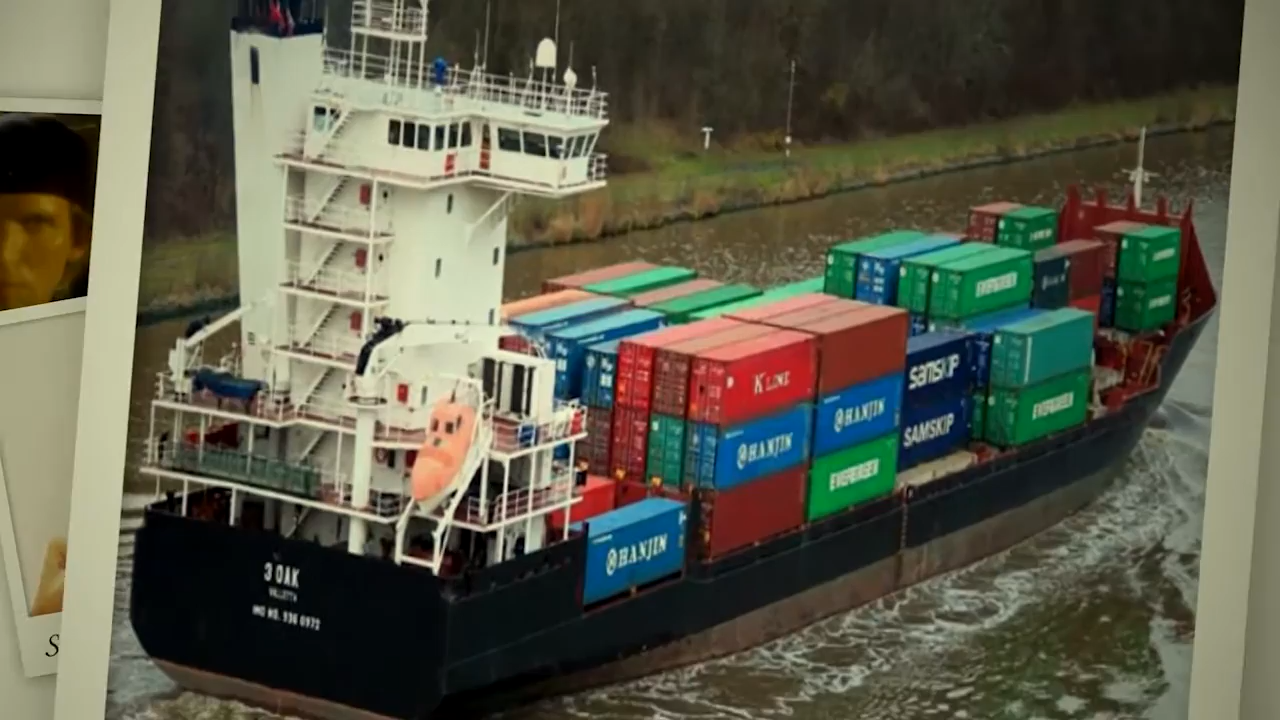 EVERGREEN
K LINE
HANJIN
HANJIN
SAMSKIP
SAMSKIP
EVERGREEN
EVERGREEN
HANJIN
3 OAK
VALLETTA
IMO NO. 936 0972
S